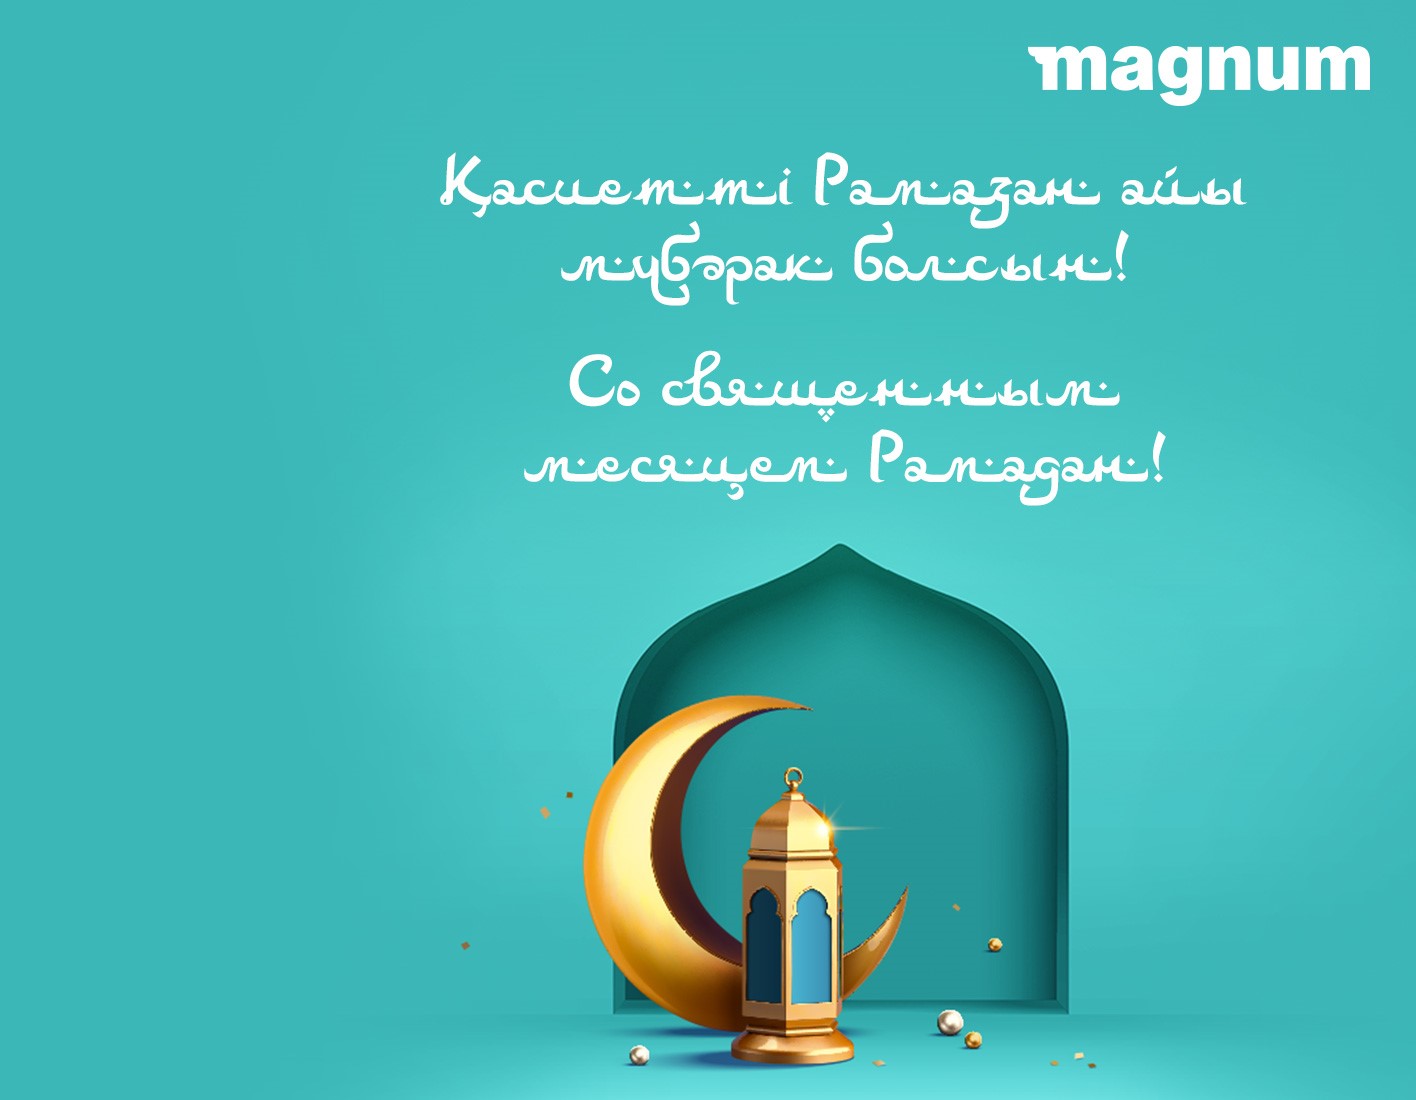 magnum
Қасиетті Рамазан айы
мүбәрак болсын!
Со священным
месяцем Рамадан!